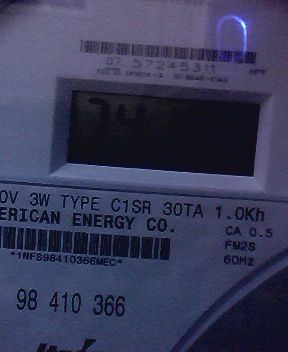 07 57245311
74
0V 3W TYPE C1SR 30TA 1.0Kh
ERICAN ENERGY CO.
CA 0.5
FM2S
60Hz
*1NFS98410366MEC*
98 410 366